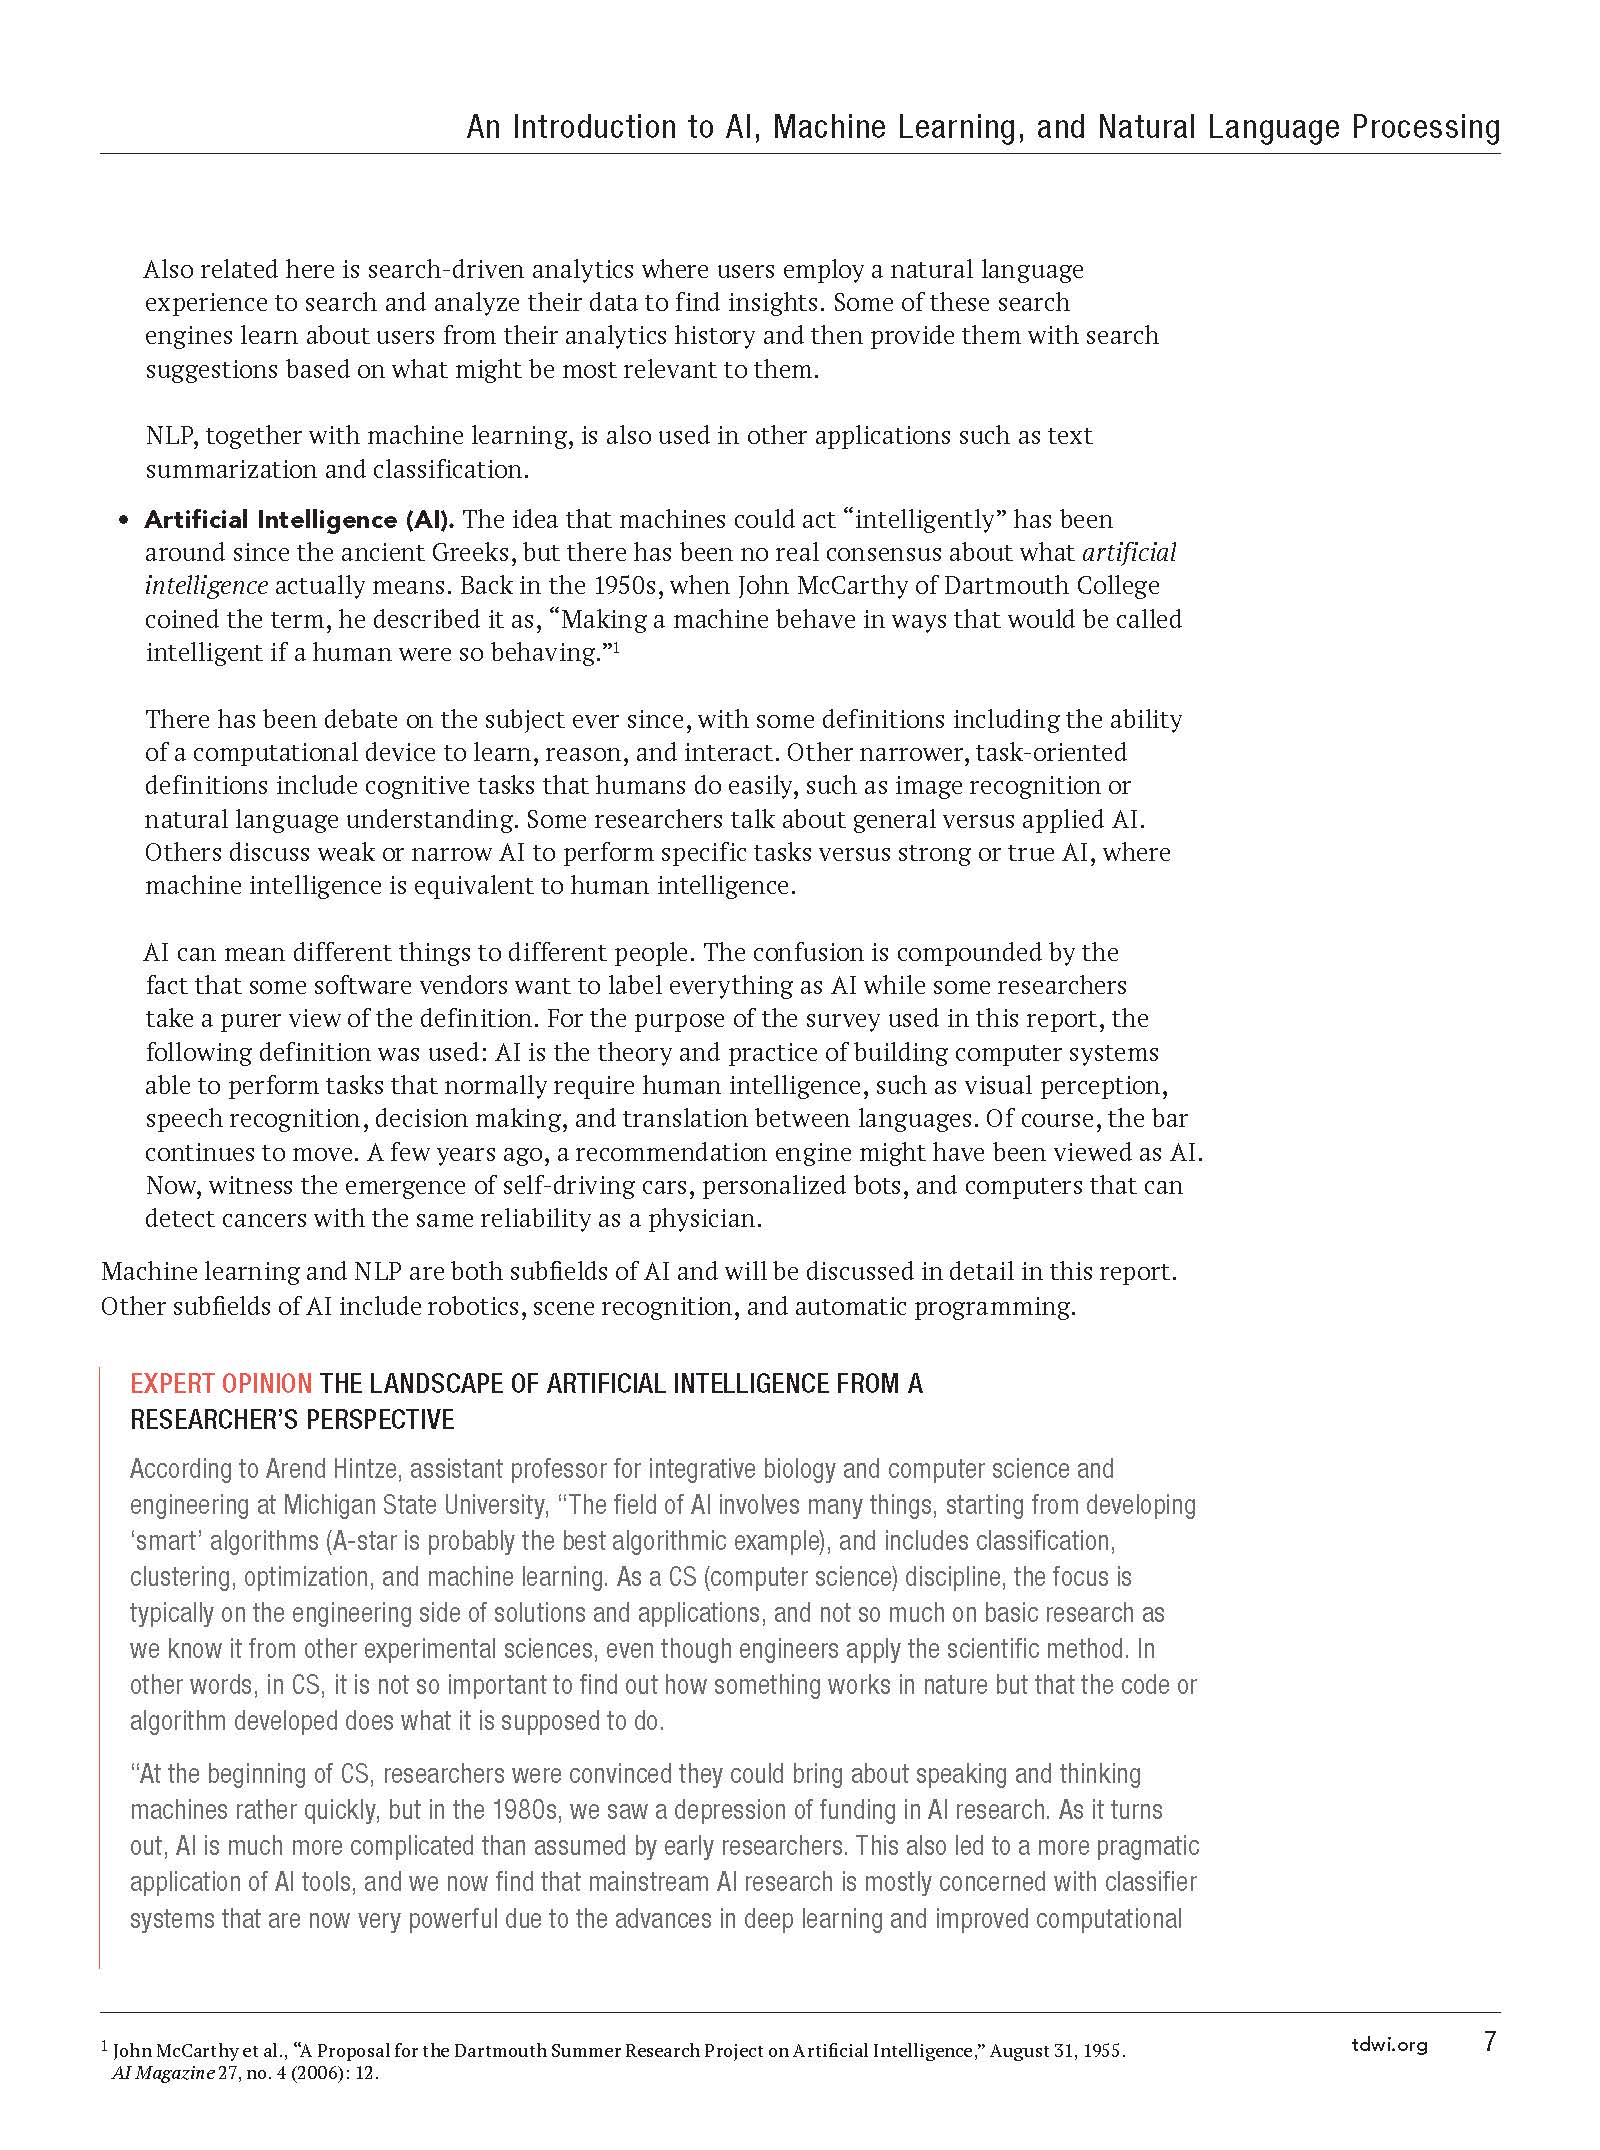 An Introduction to AI, Machine Learning, and Natural Language Processing
Also related here is search-driven analytics where users employ a natural language
experience to search and analyze their data to find insights. Some of these search
engines learn about users from their analytics history and then provide them with search
suggestions based on what might be most relevant to them.
NLP, together with machine learning, is also used in other applications such as text
summarization and classification.
• Artificial Intelligence (AI). The idea that machines could act “intelligently” has been
around since the ancient Greeks, but there has been no real consensus about what artificial
intelligence actually means. Back in the 1950s, when John McCarthy of Dartmouth College
coined the term, he described it as, “Making a machine behave in ways that would be called
intelligent if a human were so behaving.”1
There has been debate on the subject ever since, with some definitions including the ability
of a computational device to learn, reason, and interact. Other narrower, task-oriented
definitions include cognitive tasks that humans do easily, such as image recognition or
natural language understanding. Some researchers talk about general versus applied AI.
Others discuss weak or narrow AI to perform specific tasks versus strong or true AI, where
machine intelligence is equivalent to human intelligence.
AI can mean different things to different people. The confusion is compounded by the
fact that some software vendors want to label everything as AI while some researchers
take a purer view of the definition. For the purpose of the survey used in this report, the
following definition was used: AI is the theory and practice of building computer systems
able to perform tasks that normally require human intelligence, such as visual perception,
speech recognition, decision making, and translation between languages. Of course, the bar
continues to move. A few years ago, a recommendation engine might have been viewed as AI.
Now, witness the emergence of self-driving cars, personalized bots, and computers that can
detect cancers with the same reliability as a physician.
Machine learning and NLP are both subfields of AI and will be discussed in detail in this report.
Other subfields of AI include robotics, scene recognition, and automatic programming.
EXPERT OPINION THE LANDSCAPE OF ARTIFICIAL INTELLIGENCE FROM A
RESEARCHER’S PERSPECTIVE
According to Arend Hintze, assistant professor for integrative biology and computer science and
engineering at Michigan State University, “The field of AI involves many things, starting from developing
‘smart’ algorithms (A-star is probably the best algorithmic example), and includes classification,
clustering, optimization, and machine learning. As a CS (computer science) discipline, the focus is
typically on the engineering side of solutions and applications, and not so much on basic research as
we know it from other experimental sciences, even though engineers apply the scientific method. In
other words, in CS, it is not so important to find out how something works in nature but that the code or
algorithm developed does what it is supposed to do.
“At the beginning of CS, researchers were convinced they could bring about speaking and thinking
machines rather quickly, but in the 1980s, we saw a depression of funding in AI research. As it turns
out, AI is much more complicated than assumed by early researchers. This also led to a more pragmatic
application of AI tools, and we now find that mainstream AI research is mostly concerned with classifier
systems that are now very powerful due to the advances in deep learning and improved computational
1 John McCarthy et al., “A Proposal for the Dartmouth Summer Research Project on Artificial Intelligence,” August 31, 1955.
AI Magazine 27, no. 4 (2006): 12.
tdwi.org 7